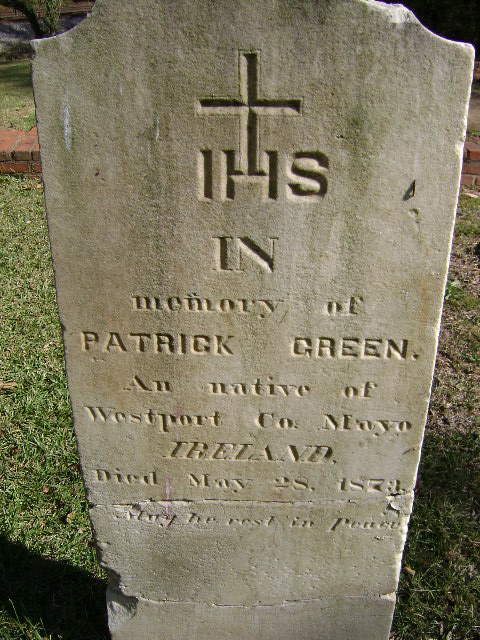 IHS
IN
memory of
PATRICK GREEN.
An native of
Westport Co. Mayo
IRELAND.
Died May 28. 1873.
May he rest in Peace